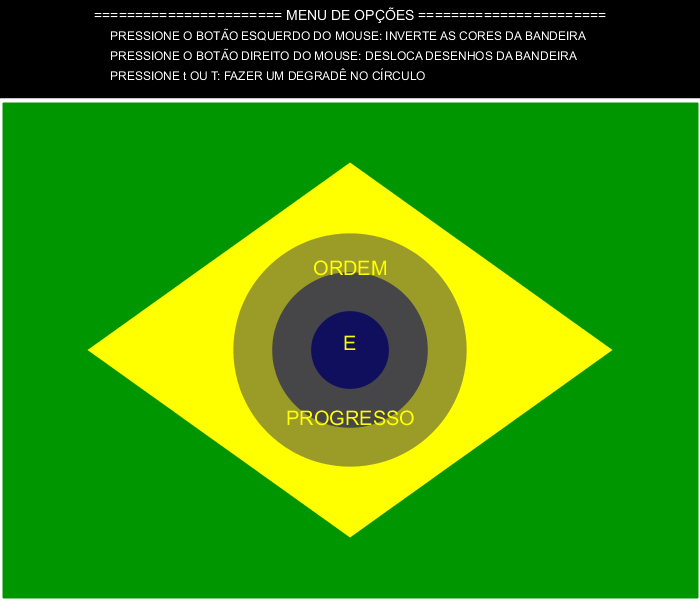 ======================= MENU DE OPÇÕES =======================
PRESSIONE O BOTÃO ESQUERDO DO MOUSE: INVERTE AS CORES DA BANDEIRA
PRESSIONE O BOTÃO DIREITO DO MOUSE: DESLOCA DESENHOS DA BANDEIRA
PRESSIONE t OU T: FAZER UM DEGRADÊ NO CÍRCULO
ORDEM
E
PROGRESSO